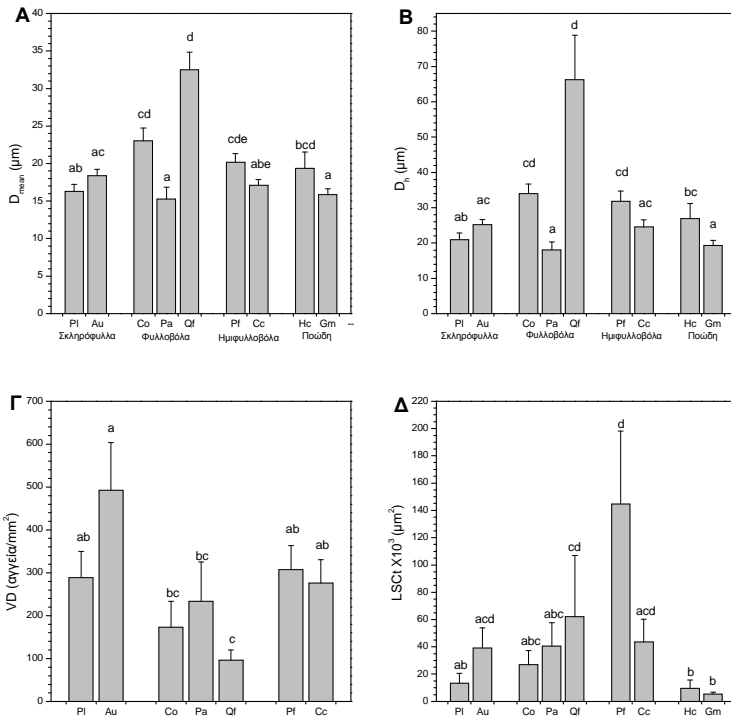 A
40
35
30
25
20
15
10
5
0
D mean (μm)
ab
ac
cd
a
d
cde
abe
bcd
a
Pl Au Co Pa Qf Pf Cc Hc Gm --
Σκληρόφυλλα Φυλλοβόλα Ημιφυλλοβόλα Ποώδη
B
80
70
60
50
40
30
20
10
0
D h (μm)
ab
ac
cd
a
d
cd
ac
bc
a
Pl Au Co Pa Qf Pf Cc Hc Gm
Σκληρόφυλλα Φυλλοβόλα Ημιφυλλοβόλα Ποώδη
Γ
700
600
500
400
300
200
100
0
VD (αγγεία/mm²)
ab
a
bc
bc
c
ab
ab
Pl Au Co Pa Qf Pf Cc
Δ
220
200
180
160
140
120
100
80
60
40
20
0
LSCt X10³ (μm²)
ab
acd
abc
abc
cd
d
acd
b
b
Pl Au Co Pa Qf Pf Cc Hc Gm